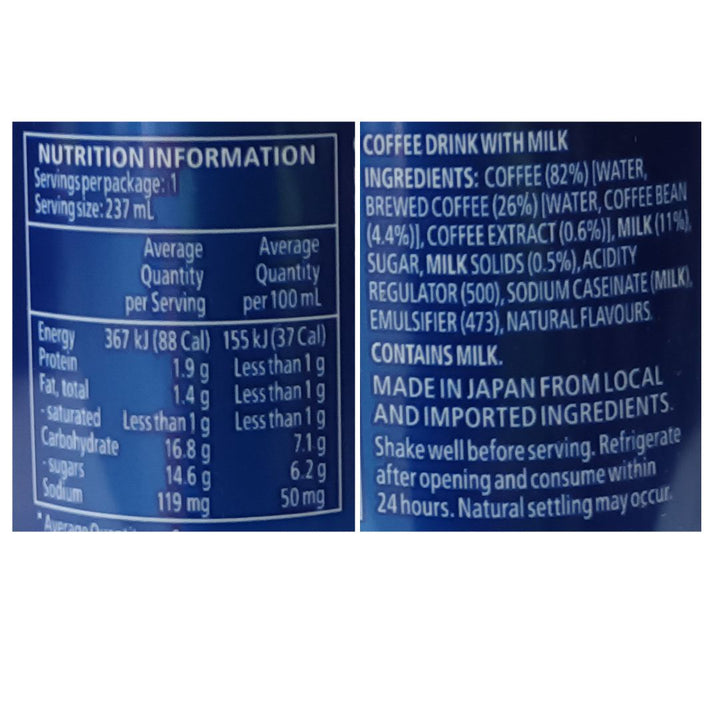 NUTRITION INFORMATION
Servings per package: 1
Serving size: 237 mL
Average Average
Quantity Quantity
per Serving per 100 mL
Energy 367 kJ (88 Cal) 155 kJ (37 Cal)
Protein 1.9 g Less than 1 g
Fat, total 1.4 g Less than 1 g
- saturated Less than 1 g Less than 1 g
Carbohydrate 16.8 g 7.1 g
- sugars 14.6 g 6.2 g
Sodium 119 mg 50 mg
* Average
COFFEE DRINK WITH MILK
INGREDIENTS: COFFEE (82%) [WATER,
BREWED COFFEE (26%) [WATER, COFFEE BEAN
(4.4%)], COFFEE EXTRACT (0.6%)], MILK (11%),
SUGAR, MILK SOLIDS (0.5%), ACIDITY
REGULATOR (500), SODIUM CASEINATE (MILK),
EMULSIFIER (473), NATURAL FLAVOURS.
CONTAINS MILK.
MADE IN JAPAN FROM LOCAL
AND IMPORTED INGREDIENTS.
Shake well before serving. Refrigerate
after opening and consume within
24 hours. Natural settling may occur.